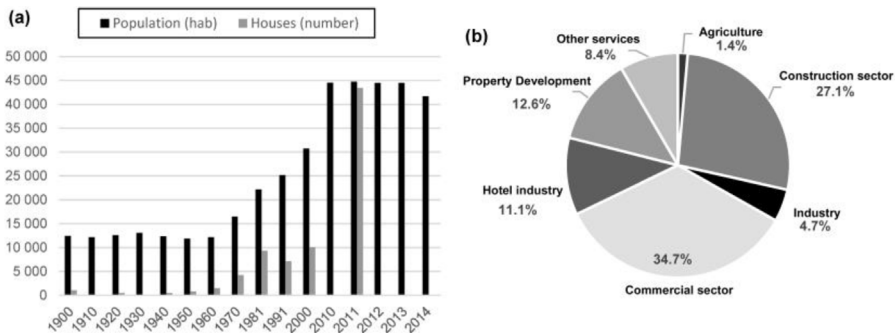 (a)
Population (hab) Houses (number)
50 000
45 000
40 000
35 000
30 000
25 000
20 000
15 000
10 000
5 000
0
1900 1910 1920 1930 1940 1950 1960 1970 1981 1991 2000 2010 2011 2012 2013 2014
(b)
Agriculture
1.4%
Construction sector
27.1%
Industry
4.7%
34.7%
Commercial sector
Hotel industry
11.1%
Property Development
12.6%
Other services
8.4%